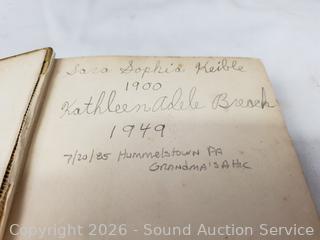 Sara Sophia Keible
1900
Kathleen Adele Breach
1949
7/20/85 Hummelstown PA
Grandma's Attic
Copyright 2026 - Sound Auction Service